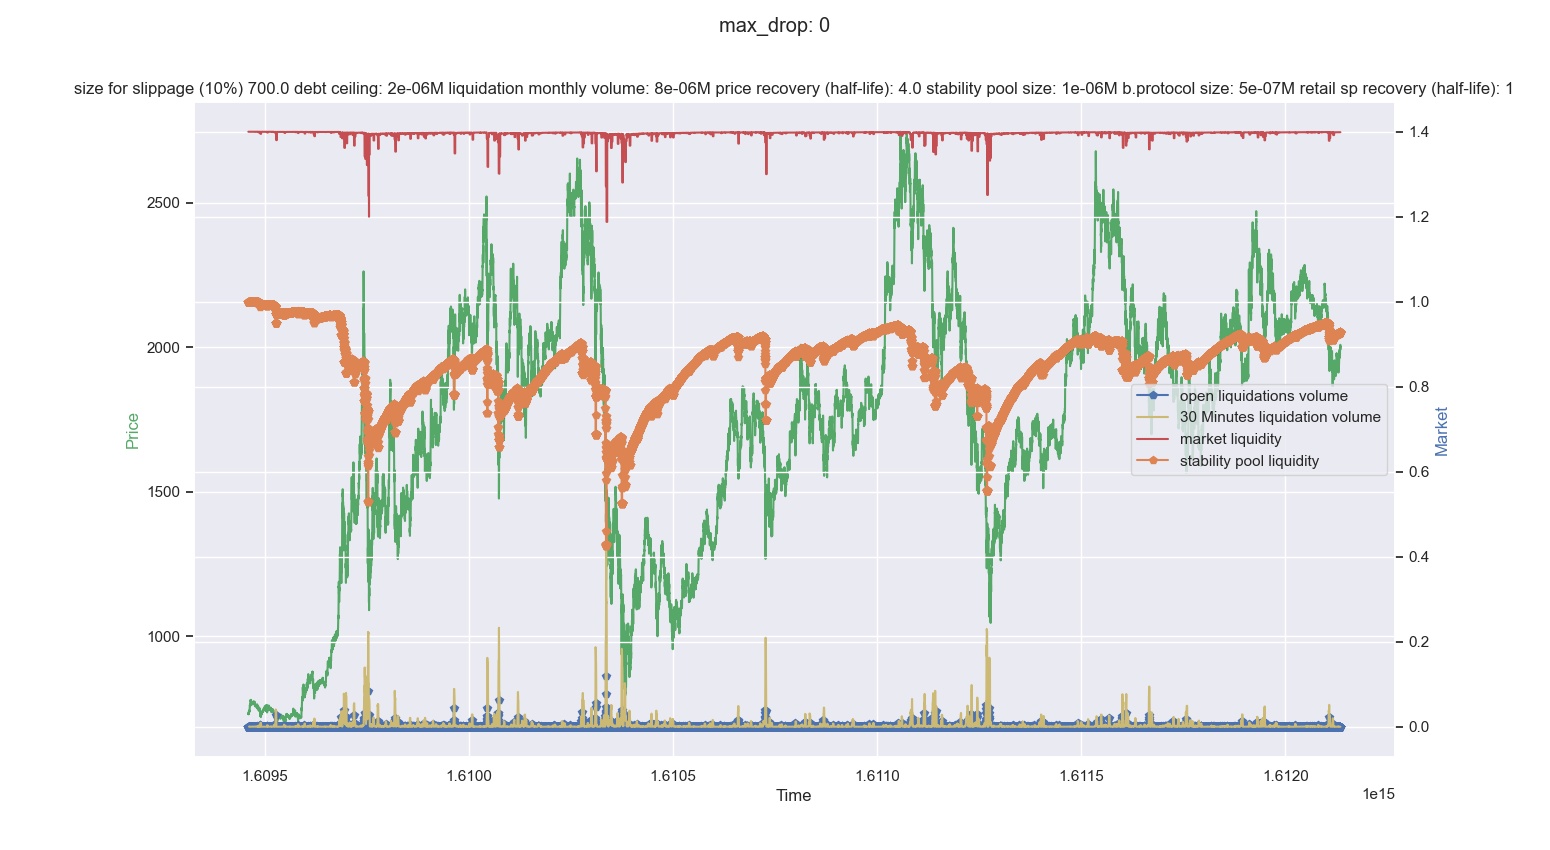 max_drop: 0
size for slippage (10%) 700.0 debt ceiling: 2e-06M liquidation monthly volume: 8e-06M price recovery (half-life): 4.0 stability pool size: 1e-06M b.protocol size: 5e-07M retail sp recovery (half-life): 1
2500
2000
1500
1000
Price
1.4
1.2
1.0
0.8
0.6
0.4
0.2
0.0
Market
open liquidations volume
30 Minutes liquidation volume
market liquidity
stability pool liquidity
1.6095
1.6100
1.6105
1.6110
1.6115
1.6120
Time
1e15